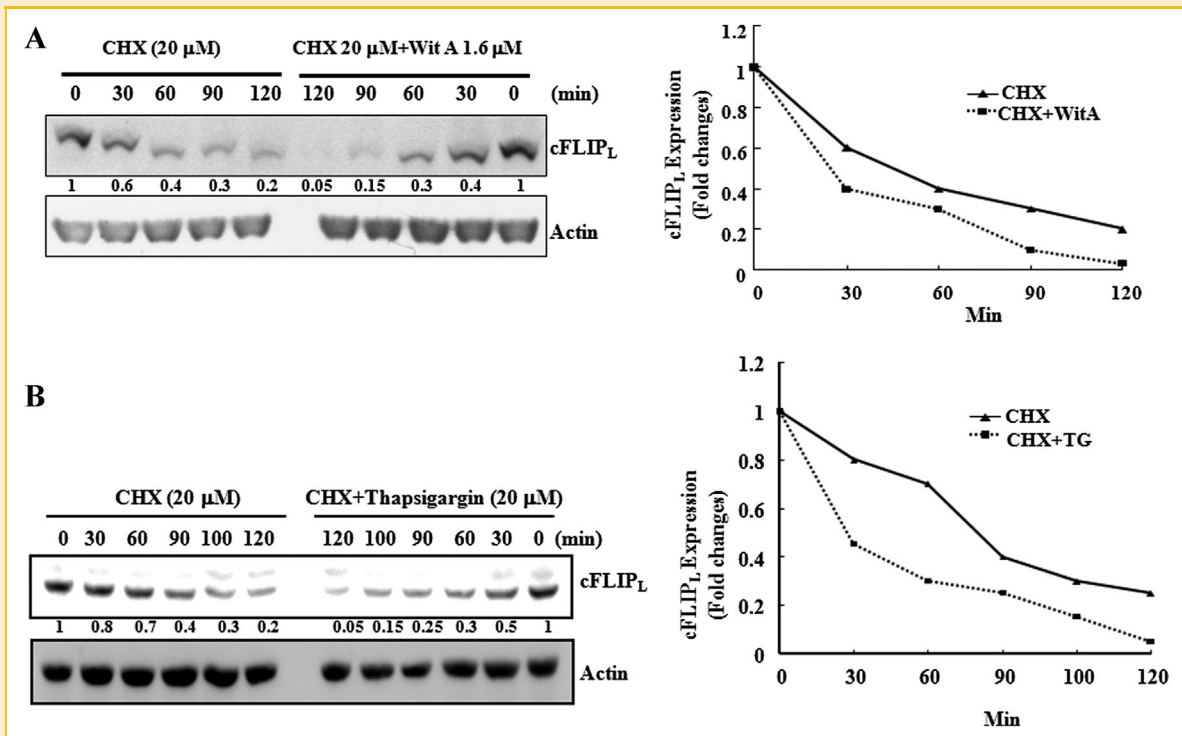 A
CHX (20 µM) CHX 20 µM+Wit A 1.6 µM
0 30 60 90 120 120 90 60 30 0 (min)
cFLIPL
1 0.6 0.4 0.3 0.2 0.05 0.15 0.3 0.4 1
Actin
1.2
1
0.8
0.6
0.4
0.2
0
cFLIPL Expression
(Fold changes)
CHX
CHX+WitA
0 30 60 90 120
Min
B
CHX (20 µM) CHX+Thapsigargin (20 µM)
0 30 60 90 100 120 120 100 90 60 30 0 (min)
cFLIPL
1 0.8 0.7 0.4 0.3 0.2 0.05 0.15 0.25 0.3 0.5 1
Actin
1.2
1
0.8
0.6
0.4
0.2
0
cFLIPL Expression
(Fold changes)
CHX
CHX+TG
0 30 60 90 100 120
Min